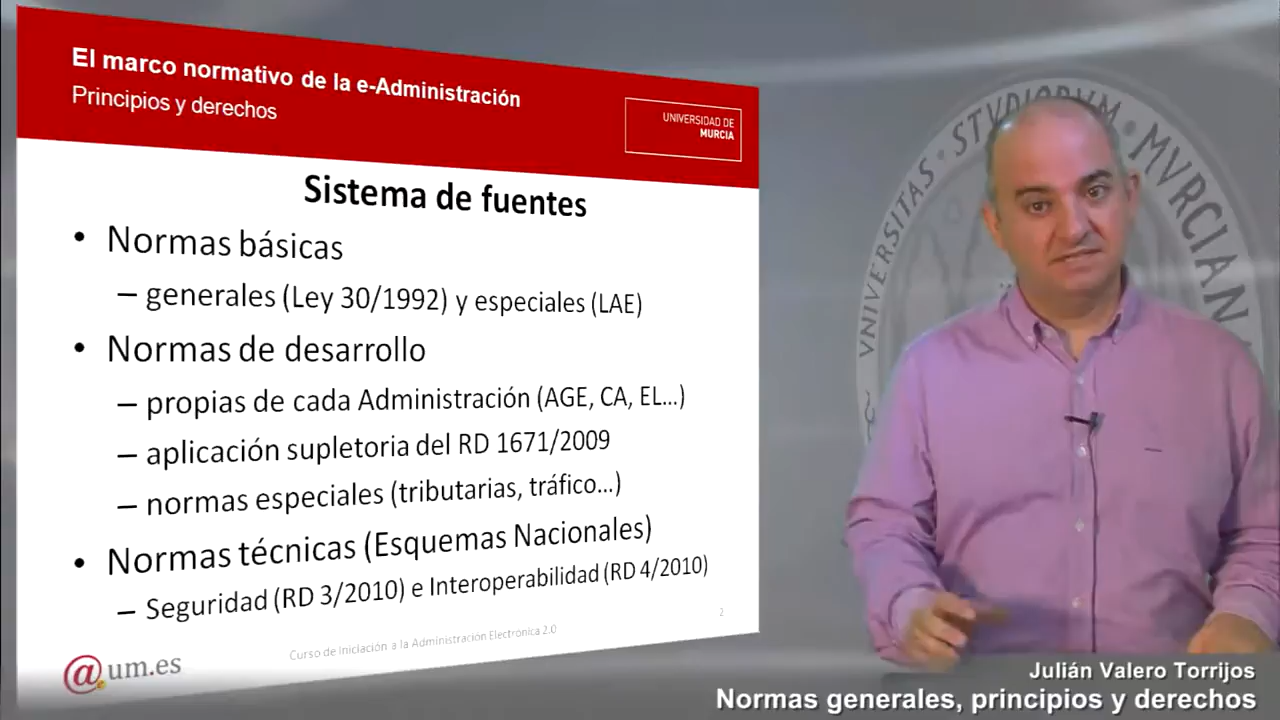 El marco normativo de la e-Administración
Principios y derechos
UNIVERSIDAD DE
MURCIA
Sistema de fuentes
• Normas básicas
– generales (Ley 30/1992) y especiales (LAE)
• Normas de desarrollo
– propias de cada Administración (AGE, CA, EL...)
– aplicación supletoria del RD 1671/2009
– normas especiales (tributarias, tráfico...)
• Normas técnicas (Esquemas Nacionales)
– Seguridad (RD 3/2010) e Interoperabilidad (RD 4/2010)
2
Curso de Iniciación a la Administración Electrónica 2.0
@um.es
VNIVERSITAS · STVDIORVM · MVRCIANA
Julián Valero Torrijos
Normas generales, principios y derechos